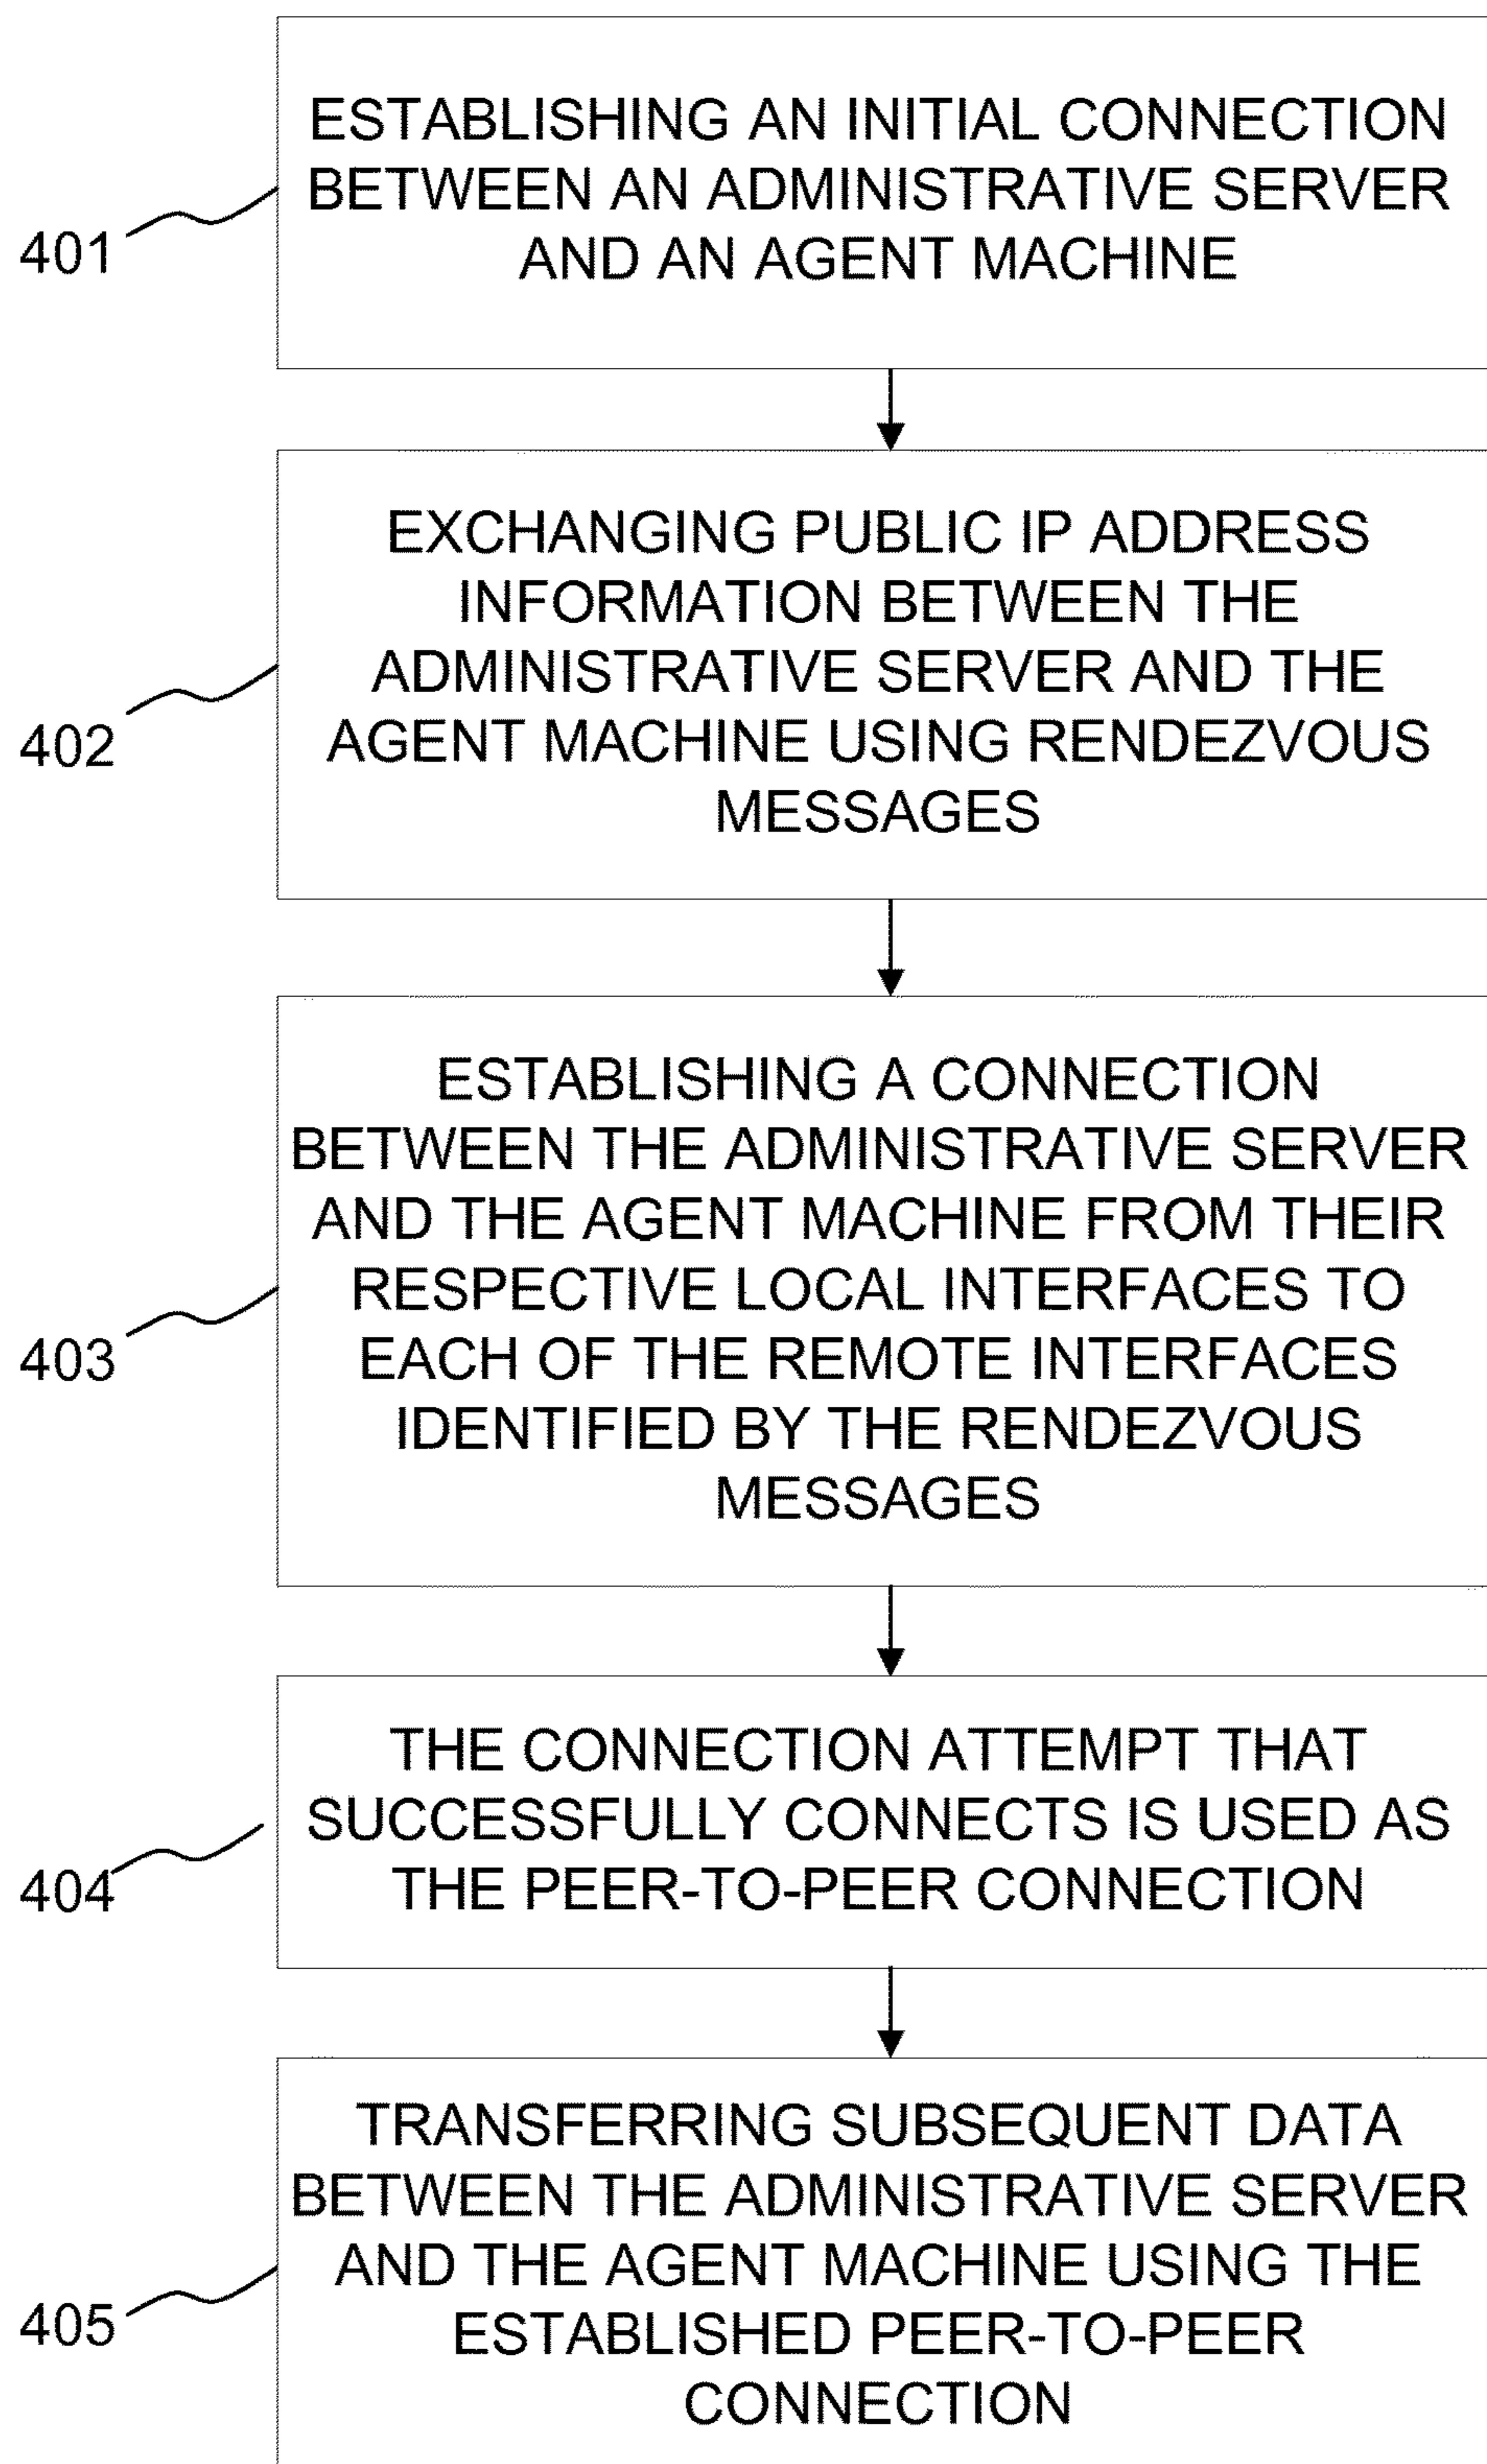 ESTABLISHING AN INITIAL CONNECTION
BETWEEN AN ADMINISTRATIVE SERVER
AND AN AGENT MACHINE
401
EXCHANGING PUBLIC IP ADDRESS
INFORMATION BETWEEN THE
ADMINISTRATIVE SERVER AND THE
AGENT MACHINE USING RENDEZVOUS
MESSAGES
402
ESTABLISHING A CONNECTION
BETWEEN THE ADMINISTRATIVE SERVER
AND THE AGENT MACHINE FROM THEIR
RESPECTIVE LOCAL INTERFACES TO
EACH OF THE REMOTE INTERFACES
IDENTIFIED BY THE RENDEZVOUS
MESSAGES
403
THE CONNECTION ATTEMPT THAT
SUCCESSFULLY CONNECTS IS USED AS
THE PEER-TO-PEER CONNECTION
404
TRANSFERRING SUBSEQUENT DATA
BETWEEN THE ADMINISTRATIVE SERVER
AND THE AGENT MACHINE USING THE
ESTABLISHED PEER-TO-PEER
CONNECTION
405